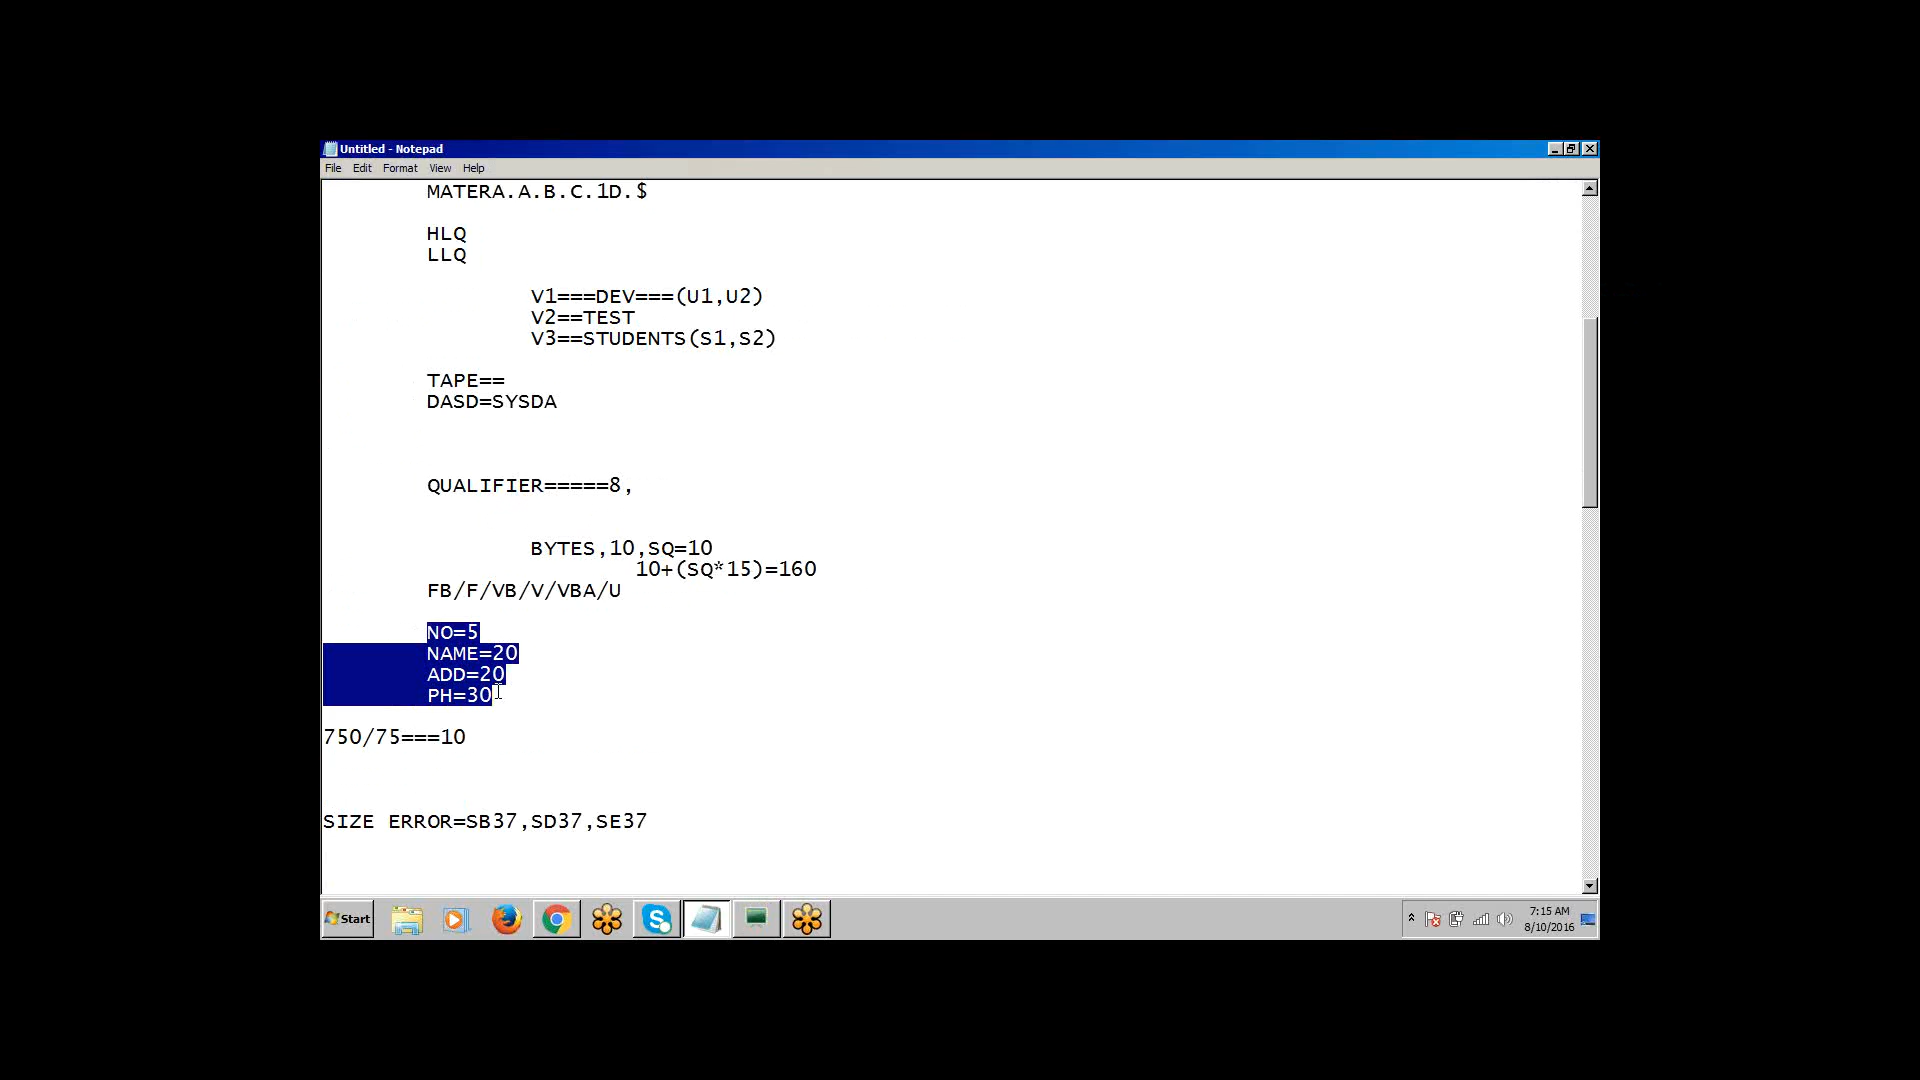 Untitled - Notepad
File Edit Format View Help
MATERA.A.B.C.1D.$
HLQ
LLQ
V1===DEV===(U1,U2)
V2==TEST
V3==STUDENTS(S1,S2)
TAPE==
DASD=SYSDA
QUALIFIER=====8,
BYTES,10,SQ=10
10+(SQ*15)=160
FB/F/VB/V/VBA/U
NO=5
NAME=20
ADD=20
PH=30
750/75===10
SIZE ERROR=SB37,SD37,SE37
Start
7:15 AM
8/10/2016